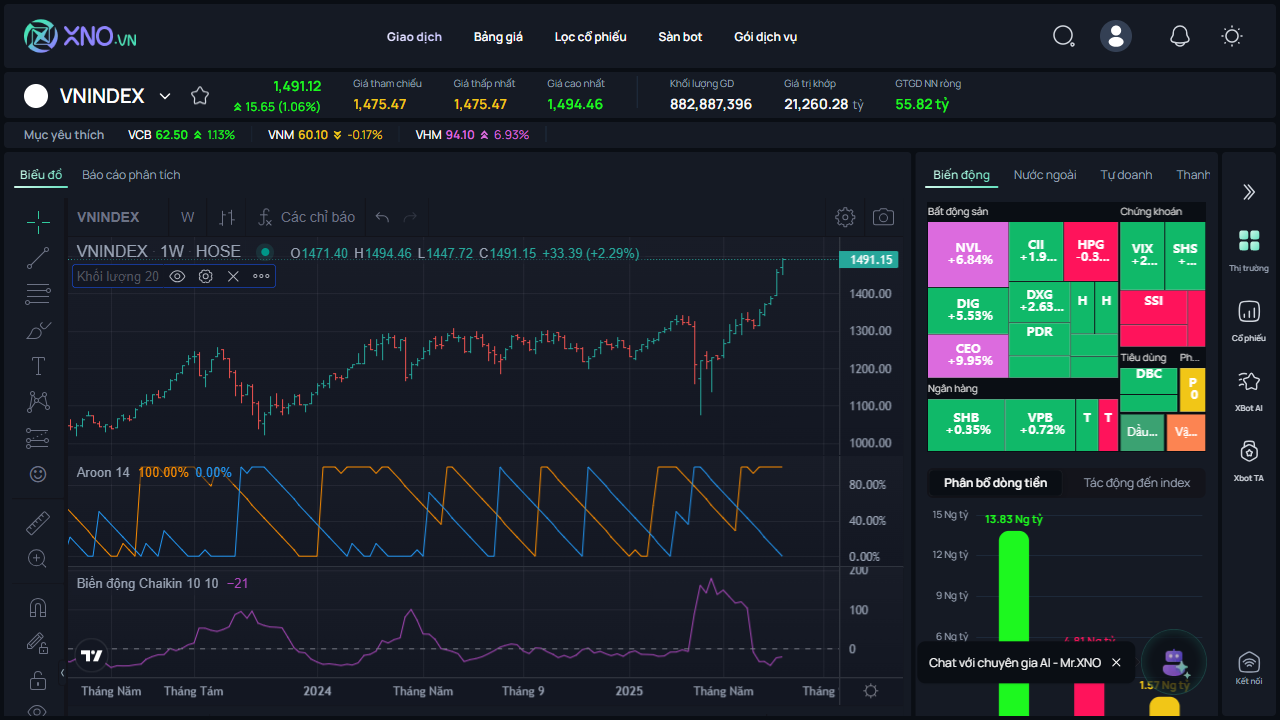 XNO.VN
Giao dịch Bảng giá Lọc cổ phiếu Sàn bot Gói dịch vụ
VNINDEX
1,491.12
15.65 (1.06%)
Giá tham chiếu
1,475.47
Giá thấp nhất
1,475.47
Giá cao nhất
1,494.46
Khối lượng GD
882,887,396
Giá trị khớp
21,260.28 tỷ
GTGD NN ròng
55.82 tỷ
Mục yêu thích VCB 62.50 1.13% VNM 60.10 -0.17% VHM 94.10 6.93%
Biểu đồ Báo cáo phân tích
VNINDEX W Các chỉ báo
VNINDEX · 1W · HOSE O1471.40 H1494.46 L1447.72 C1491.15 +33.39 (+2.29%)
Khối lượng 20
1491.15
1400.00
1300.00
1200.00
1100.00
1000.00
Aroon 14 100.00% 0.00%
80.00%
40.00%
0.00%
Biến động Chaikin 10 10 −21
200
100
0
Tháng Năm Tháng Tám 2024 Tháng Năm Tháng 9 2025 Tháng Năm Tháng
Biến động Nước ngoài Tự doanh Thanh
Bất động sản
NVL
+6.84%
DIG
+5.53%
CEO
+9.95%
CII
+1.9...
HPG
-0.3...
DXG
+2.63...
H
H
PDR
Chứng khoán
VIX
+2...
SHS
+...
SSI
Tiêu dùng
DBC
Ph...
P
0
Ngân hàng
SHB
+0.35%
VPB
+0.72%
T
T
Dầu...
Vậ...
Phân bổ dòng tiền Tác động đến index
15 Ng tỷ
12 Ng tỷ
9 Ng tỷ
6 Ng tỷ
13.83 Ng tỷ
4.81 Ng tỷ
1.57 Ng tỷ
Chat với chuyên gia AI - Mr.XNO
Thị trường
Cổ phiếu
XBot AI
Xbot TA
Kết nối